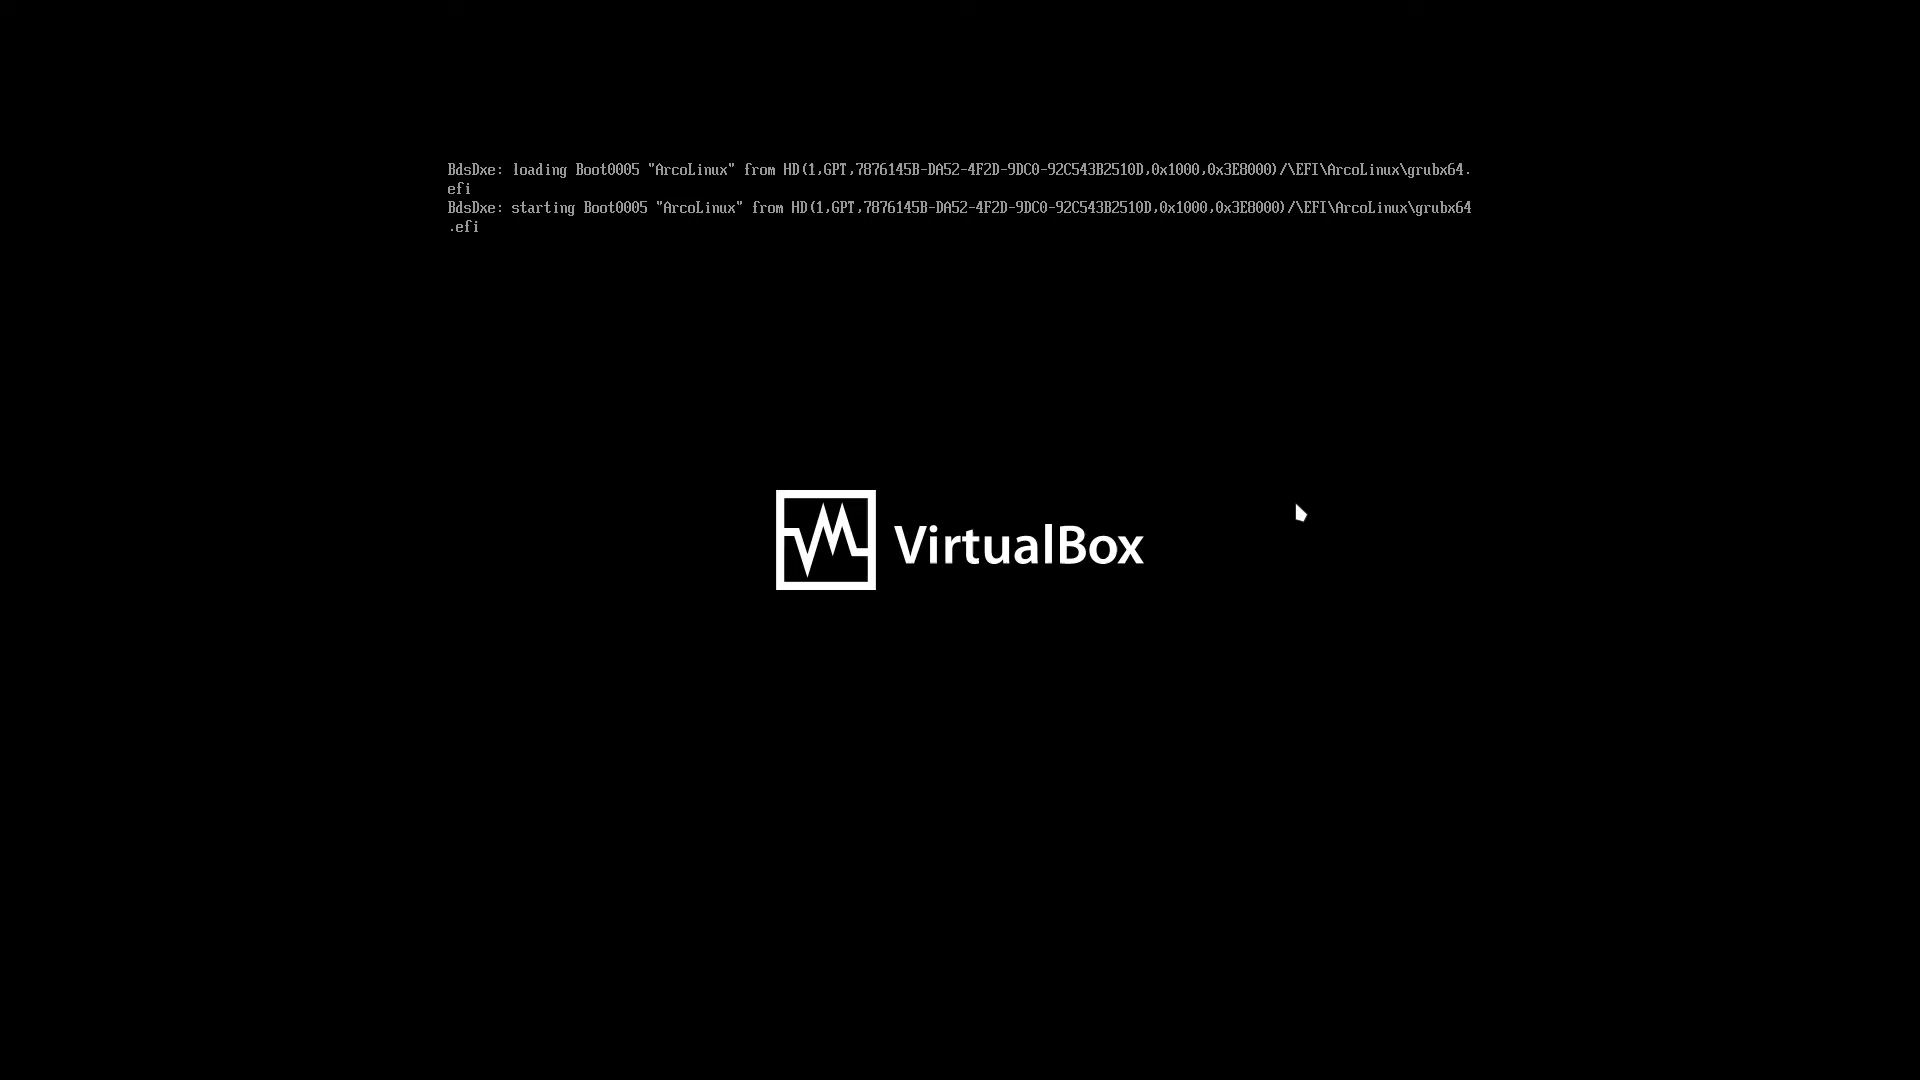 BdsDxe: loading Boot0005 "ArcoLinux" from HD(1,GPT,7876145B-DA52-4F2D-9DC0-92C543B2510D,0x1000,0x3E8000)/\EFI\ArcoLinux\grubx64.
efi
BdsDxe: starting Boot0005 "ArcoLinux" from HD(1,GPT,7876145B-DA52-4F2D-9DC0-92C543B2510D,0x1000,0x3E8000)/\EFI\ArcoLinux\grubx64
.efi
VirtualBox